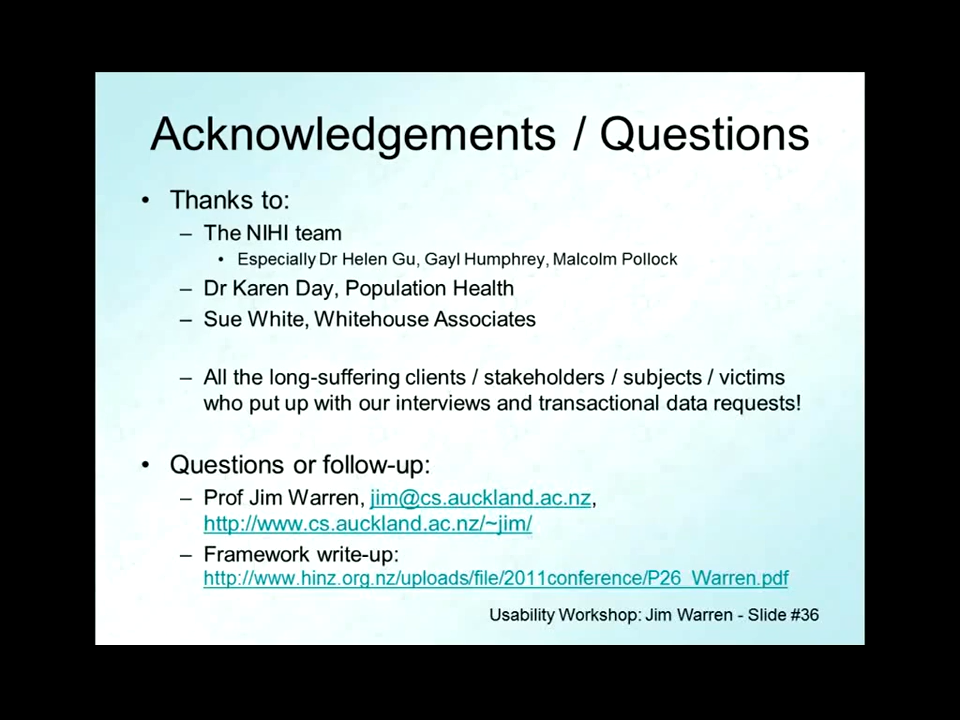 Acknowledgements / Questions
• Thanks to:
– The NIHI team
• Especially Dr Helen Gu, Gayl Humphrey, Malcolm Pollock
– Dr Karen Day, Population Health
– Sue White, Whitehouse Associates
– All the long-suffering clients / stakeholders / subjects / victims
who put up with our interviews and transactional data requests!
• Questions or follow-up:
– Prof Jim Warren, jim@cs.auckland.ac.nz,
http://www.cs.auckland.ac.nz/~jim/
– Framework write-up:
http://www.hinz.org.nz/uploads/file/2011conference/P26_Warren.pdf
Usability Workshop: Jim Warren - Slide #36